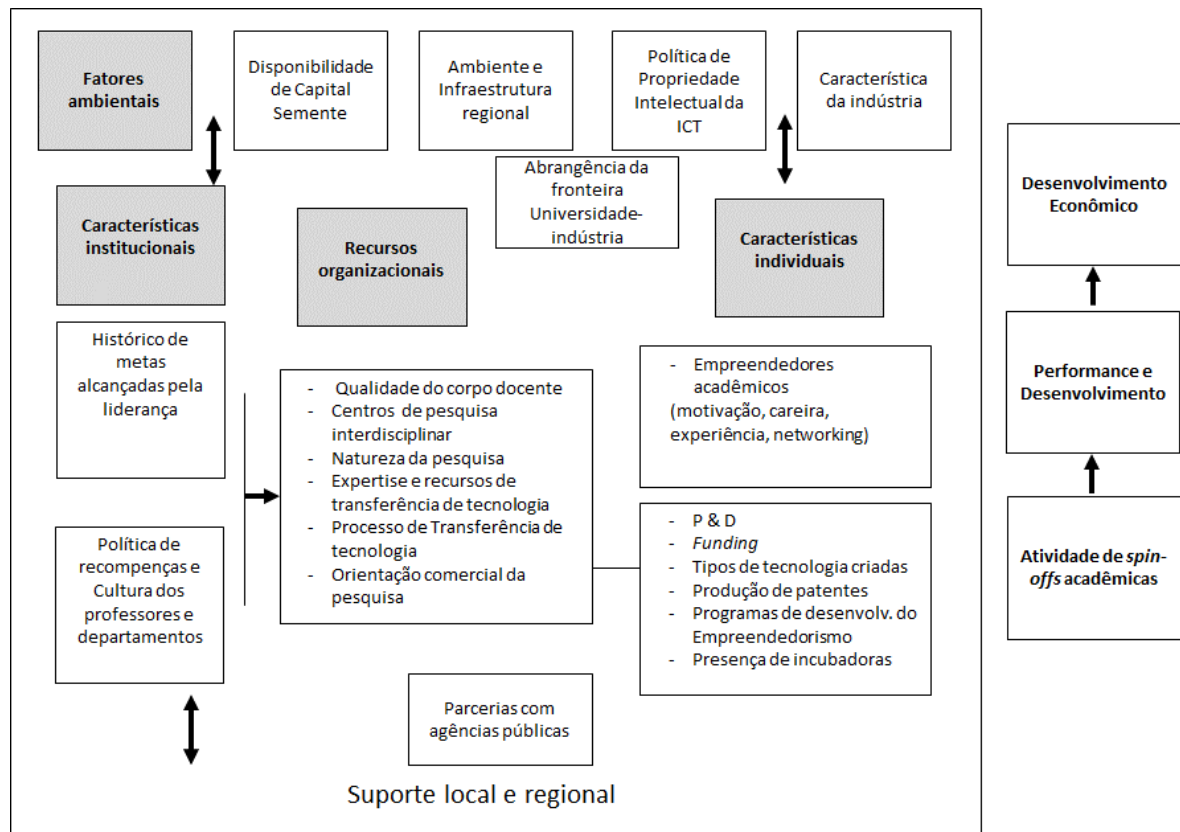 Fatores
ambientais
Disponibilidade
de Capital
Semente
Ambiente e
Infraestrutura
regional
Política de
Propriedade
Intelectual da
ICT
Característica
da indústria
Abrangência da
fronteira
Universidade-
indústria
Características
institucionais
Recursos
organizacionais
Características
individuais
Histórico de
metas
alcançadas pela
liderança
- Qualidade do corpo docente
- Centros de pesquisa
interdisciplinar
- Natureza da pesquisa
- Expertise e recursos de
transferência de tecnologia
- Processo de Transferência de
tecnologia
- Orientação comercial da
pesquisa
- Empreendedores
acadêmicos
(motivação, careira,
experiência, networking)
Política de
recompenças e
Cultura dos
professores e
departamentos
- P & D
- Funding
- Tipos de tecnologia criadas
- Produção de patentes
- Programas de desenvolv. do
Empreendedorismo
- Presença de incubadoras
Parcerias com
agências públicas
Suporte local e regional
Desenvolvimento
Econômico
Performance e
Desenvolvimento
Atividade de spin-
offs acadêmicas